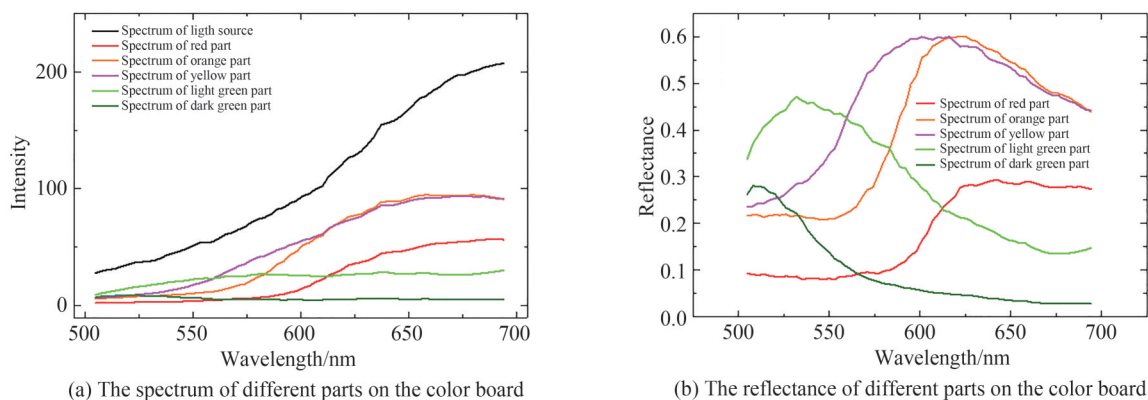 Spectrum of ligth source
Spectrum of red part
Spectrum of orange part
Spectrum of yellow part
Spectrum of light green part
Spectrum of dark green part
200
100
0
Intensity
500 550 600 650 700
Wavelength/nm
(a) The spectrum of different parts on the color board
0.6
0.5
0.4
0.3
0.2
0.1
0.0
Reflectance
Spectrum of red part
Spectrum of orange part
Spectrum of yellow part
Spectrum of light green part
Spectrum of dark green part
500 550 600 650 700
Wavelength/nm
(b) The reflectance of different parts on the color board